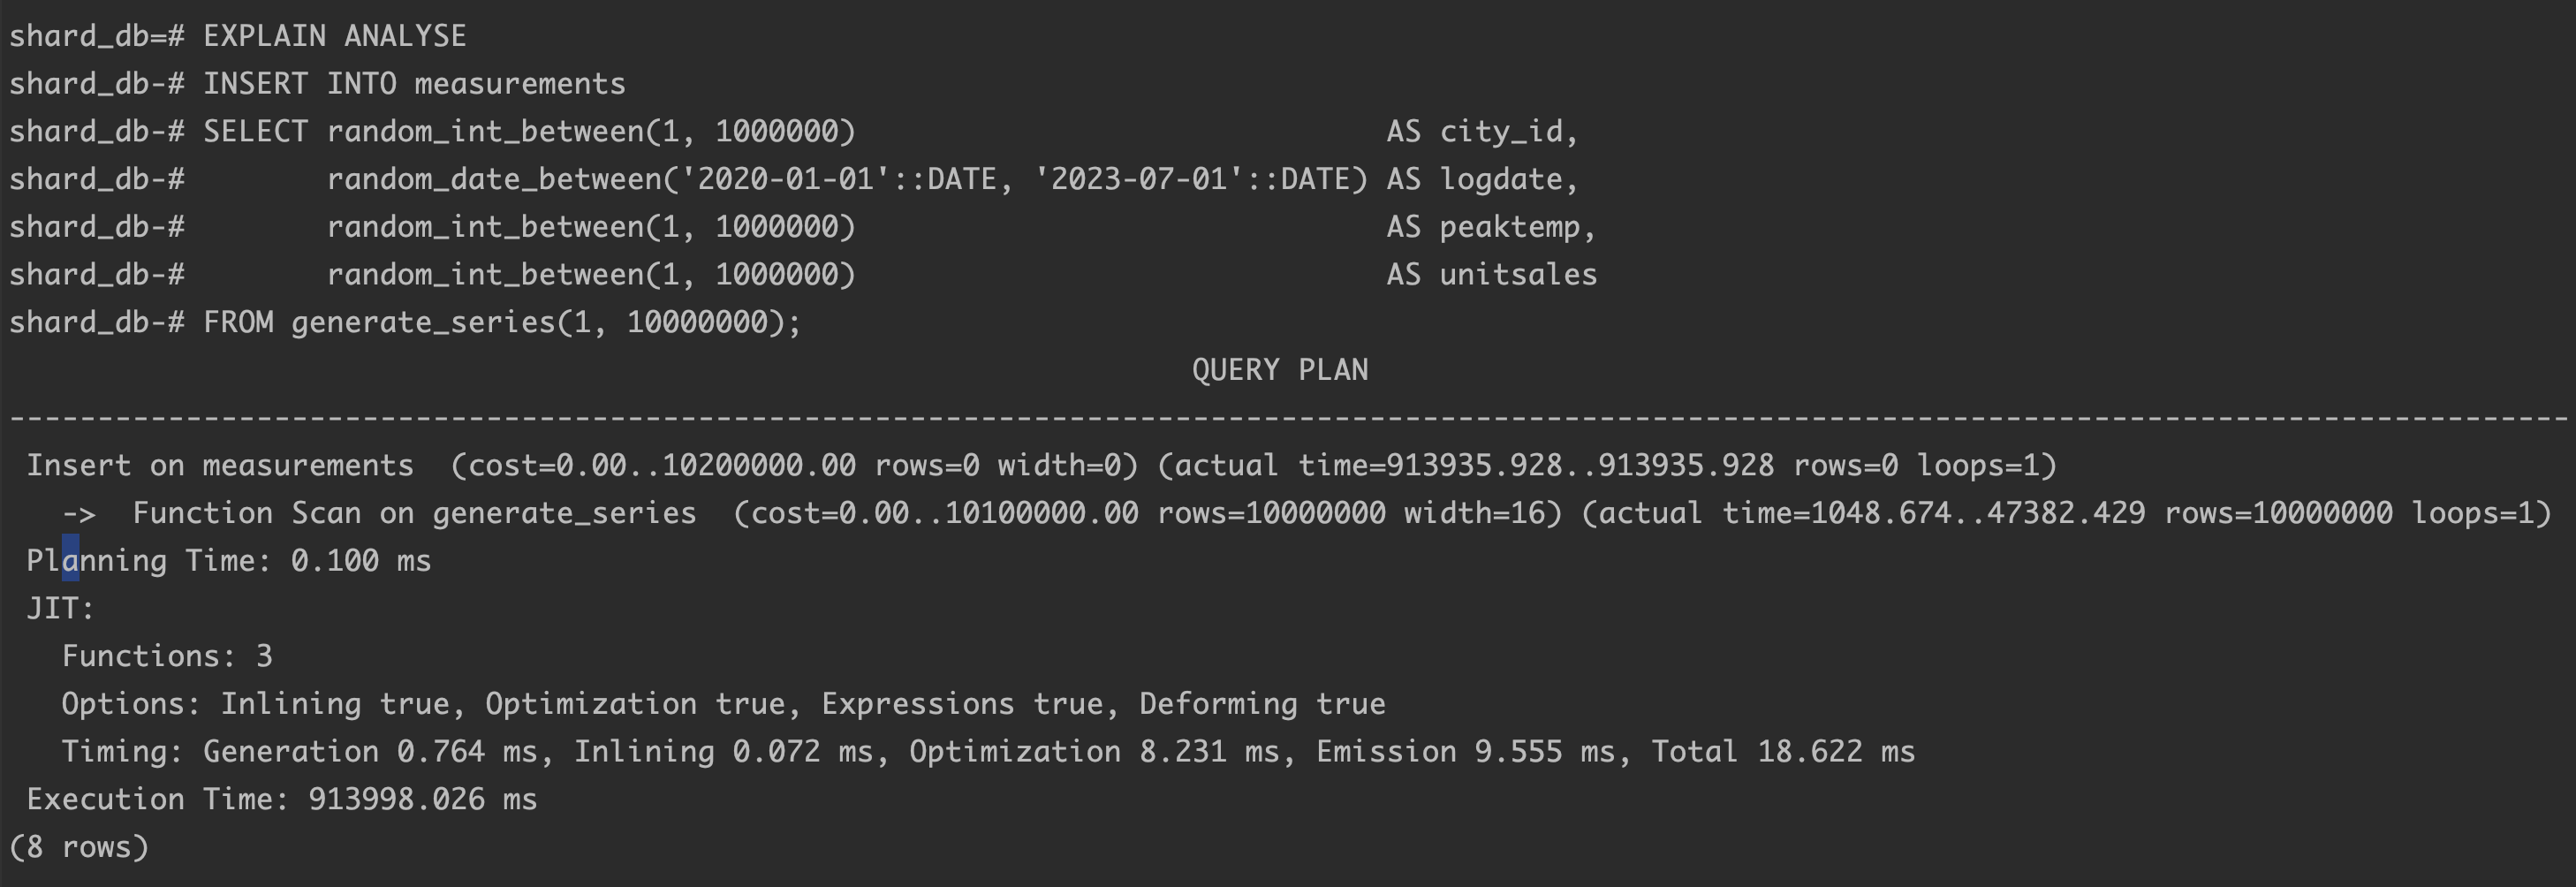 shard_db=# EXPLAIN ANALYSE
shard_db-# INSERT INTO measurements
shard_db-# SELECT random_int_between(1, 1000000)                              AS city_id,
shard_db-#        random_date_between('2020-01-01'::DATE, '2023-07-01'::DATE) AS logdate,
shard_db-#        random_int_between(1, 1000000)                              AS peaktemp,
shard_db-#        random_int_between(1, 1000000)                              AS unitsales
shard_db-# FROM generate_series(1, 10000000);
QUERY PLAN
-------------------------------------------------------------------------------------------------------------------------------------------------
Insert on measurements  (cost=0.00..10200000.00 rows=0 width=0) (actual time=913935.928..913935.928 rows=0 loops=1)
  ->  Function Scan on generate_series  (cost=0.00..10100000.00 rows=10000000 width=16) (actual time=1048.674..47382.429 rows=10000000 loops=1)
Planning Time: 0.100 ms
JIT:
  Functions: 3
  Options: Inlining true, Optimization true, Expressions true, Deforming true
  Timing: Generation 0.764 ms, Inlining 0.072 ms, Optimization 8.231 ms, Emission 9.555 ms, Total 18.622 ms
Execution Time: 913998.026 ms
(8 rows)